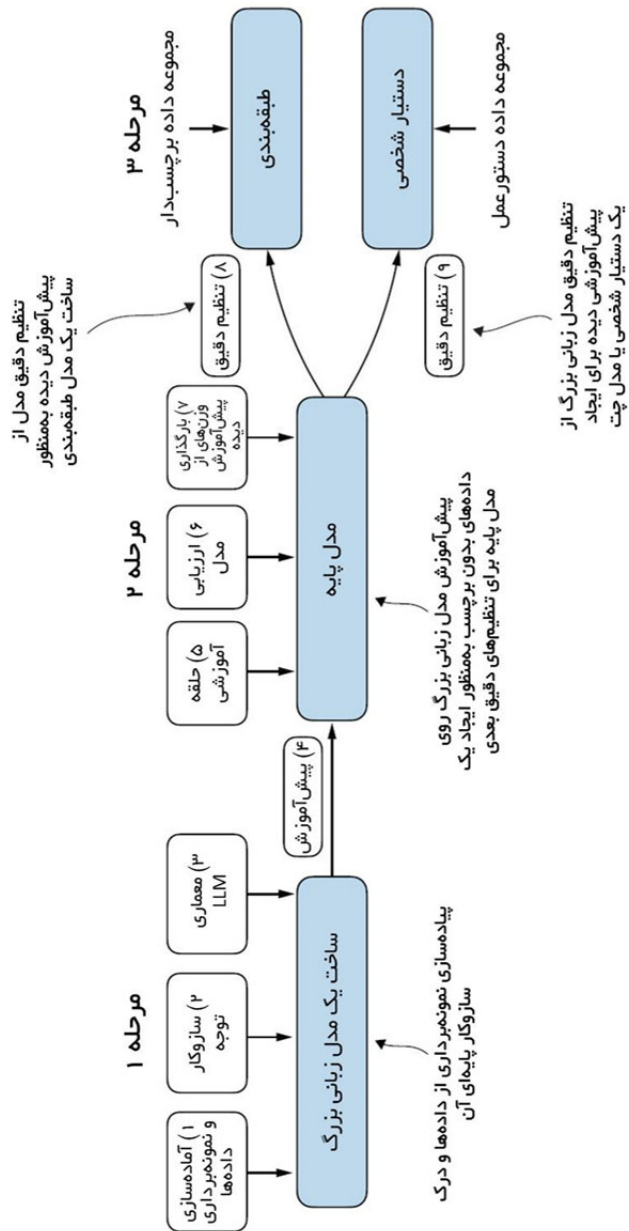 مرحله ۱
۱) آماده‌سازی
و نمونه‌برداری
داده‌ها
۲) سازوکار
توجه
۳) معماری
LLM
ساخت یک مدل زبانی بزرگ
پیاده‌سازی نمونه‌برداری از داده‌ها و درک
سازوکار پایه‌ای آن
۴) پیش‌آموزش
مرحله ۲
۵) حلقه
آموزشی
۶) ارزیابی
مدل
۷) بارگذاری
وزن‌های از
پیش‌آموزش
دیده
مدل پایه
پیش‌آموزش مدل زبانی بزرگ روی
داده‌های بدون برچسب به‌منظور ایجاد یک
مدل پایه برای تنظیم‌های دقیق بعدی
تنظیم دقیق مدل از
پیش‌آموزش دیده به‌منظور
ساخت یک مدل طبقه‌بندی
۸) تنظیم دقیق
مرحله ۳
مجموعه داده برچسب‌دار
طبقه‌بندی
دستیار شخصی
مجموعه داده دستورعمل
۹) تنظیم دقیق
تنظیم دقیق مدل زبانی بزرگ از
پیش‌آموزشی دیده برای ایجاد
یک دستیار شخصی یا مدل چت